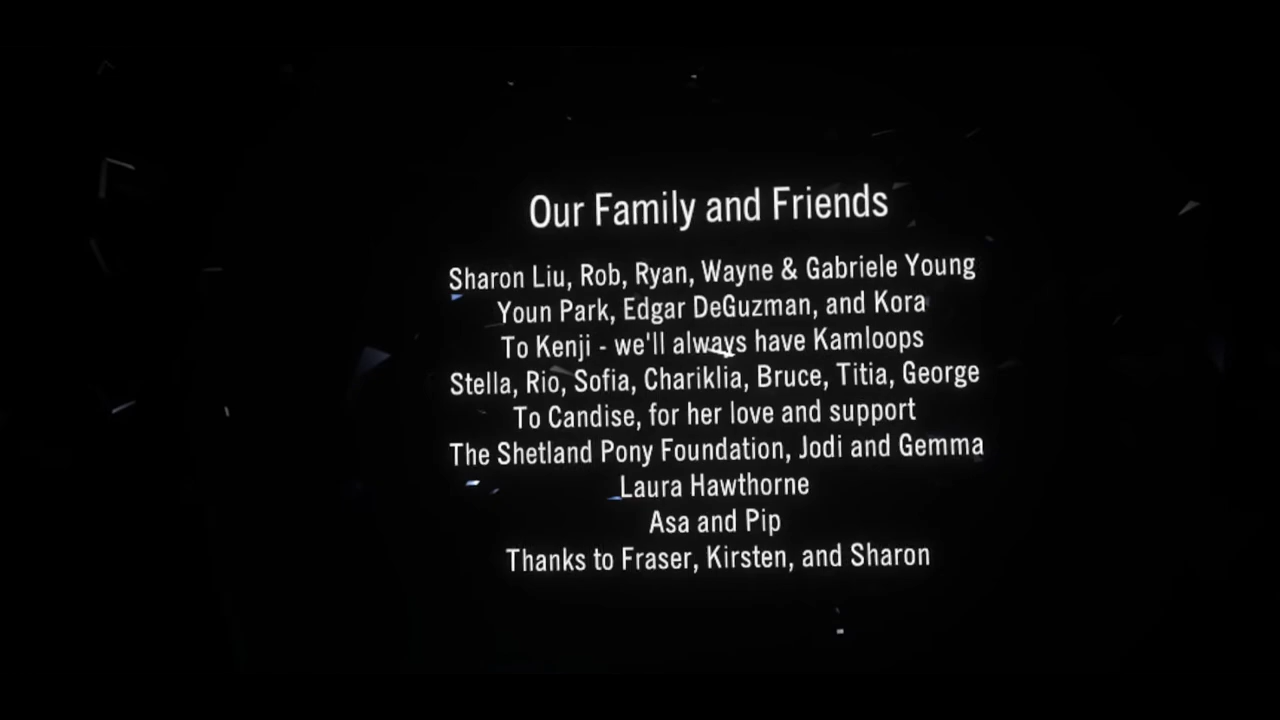 Our Family and Friends
Sharon Liu, Rob, Ryan, Wayne & Gabriele Young
Youn Park, Edgar DeGuzman, and Kora
To Kenji - we'll always have Kamloops
Stella, Rio, Sofia, Chariklia, Bruce, Titia, George
To Candise, for her love and support
The Shetland Pony Foundation, Jodi and Gemma
Laura Hawthorne
Asa and Pip
Thanks to Fraser, Kirsten, and Sharon